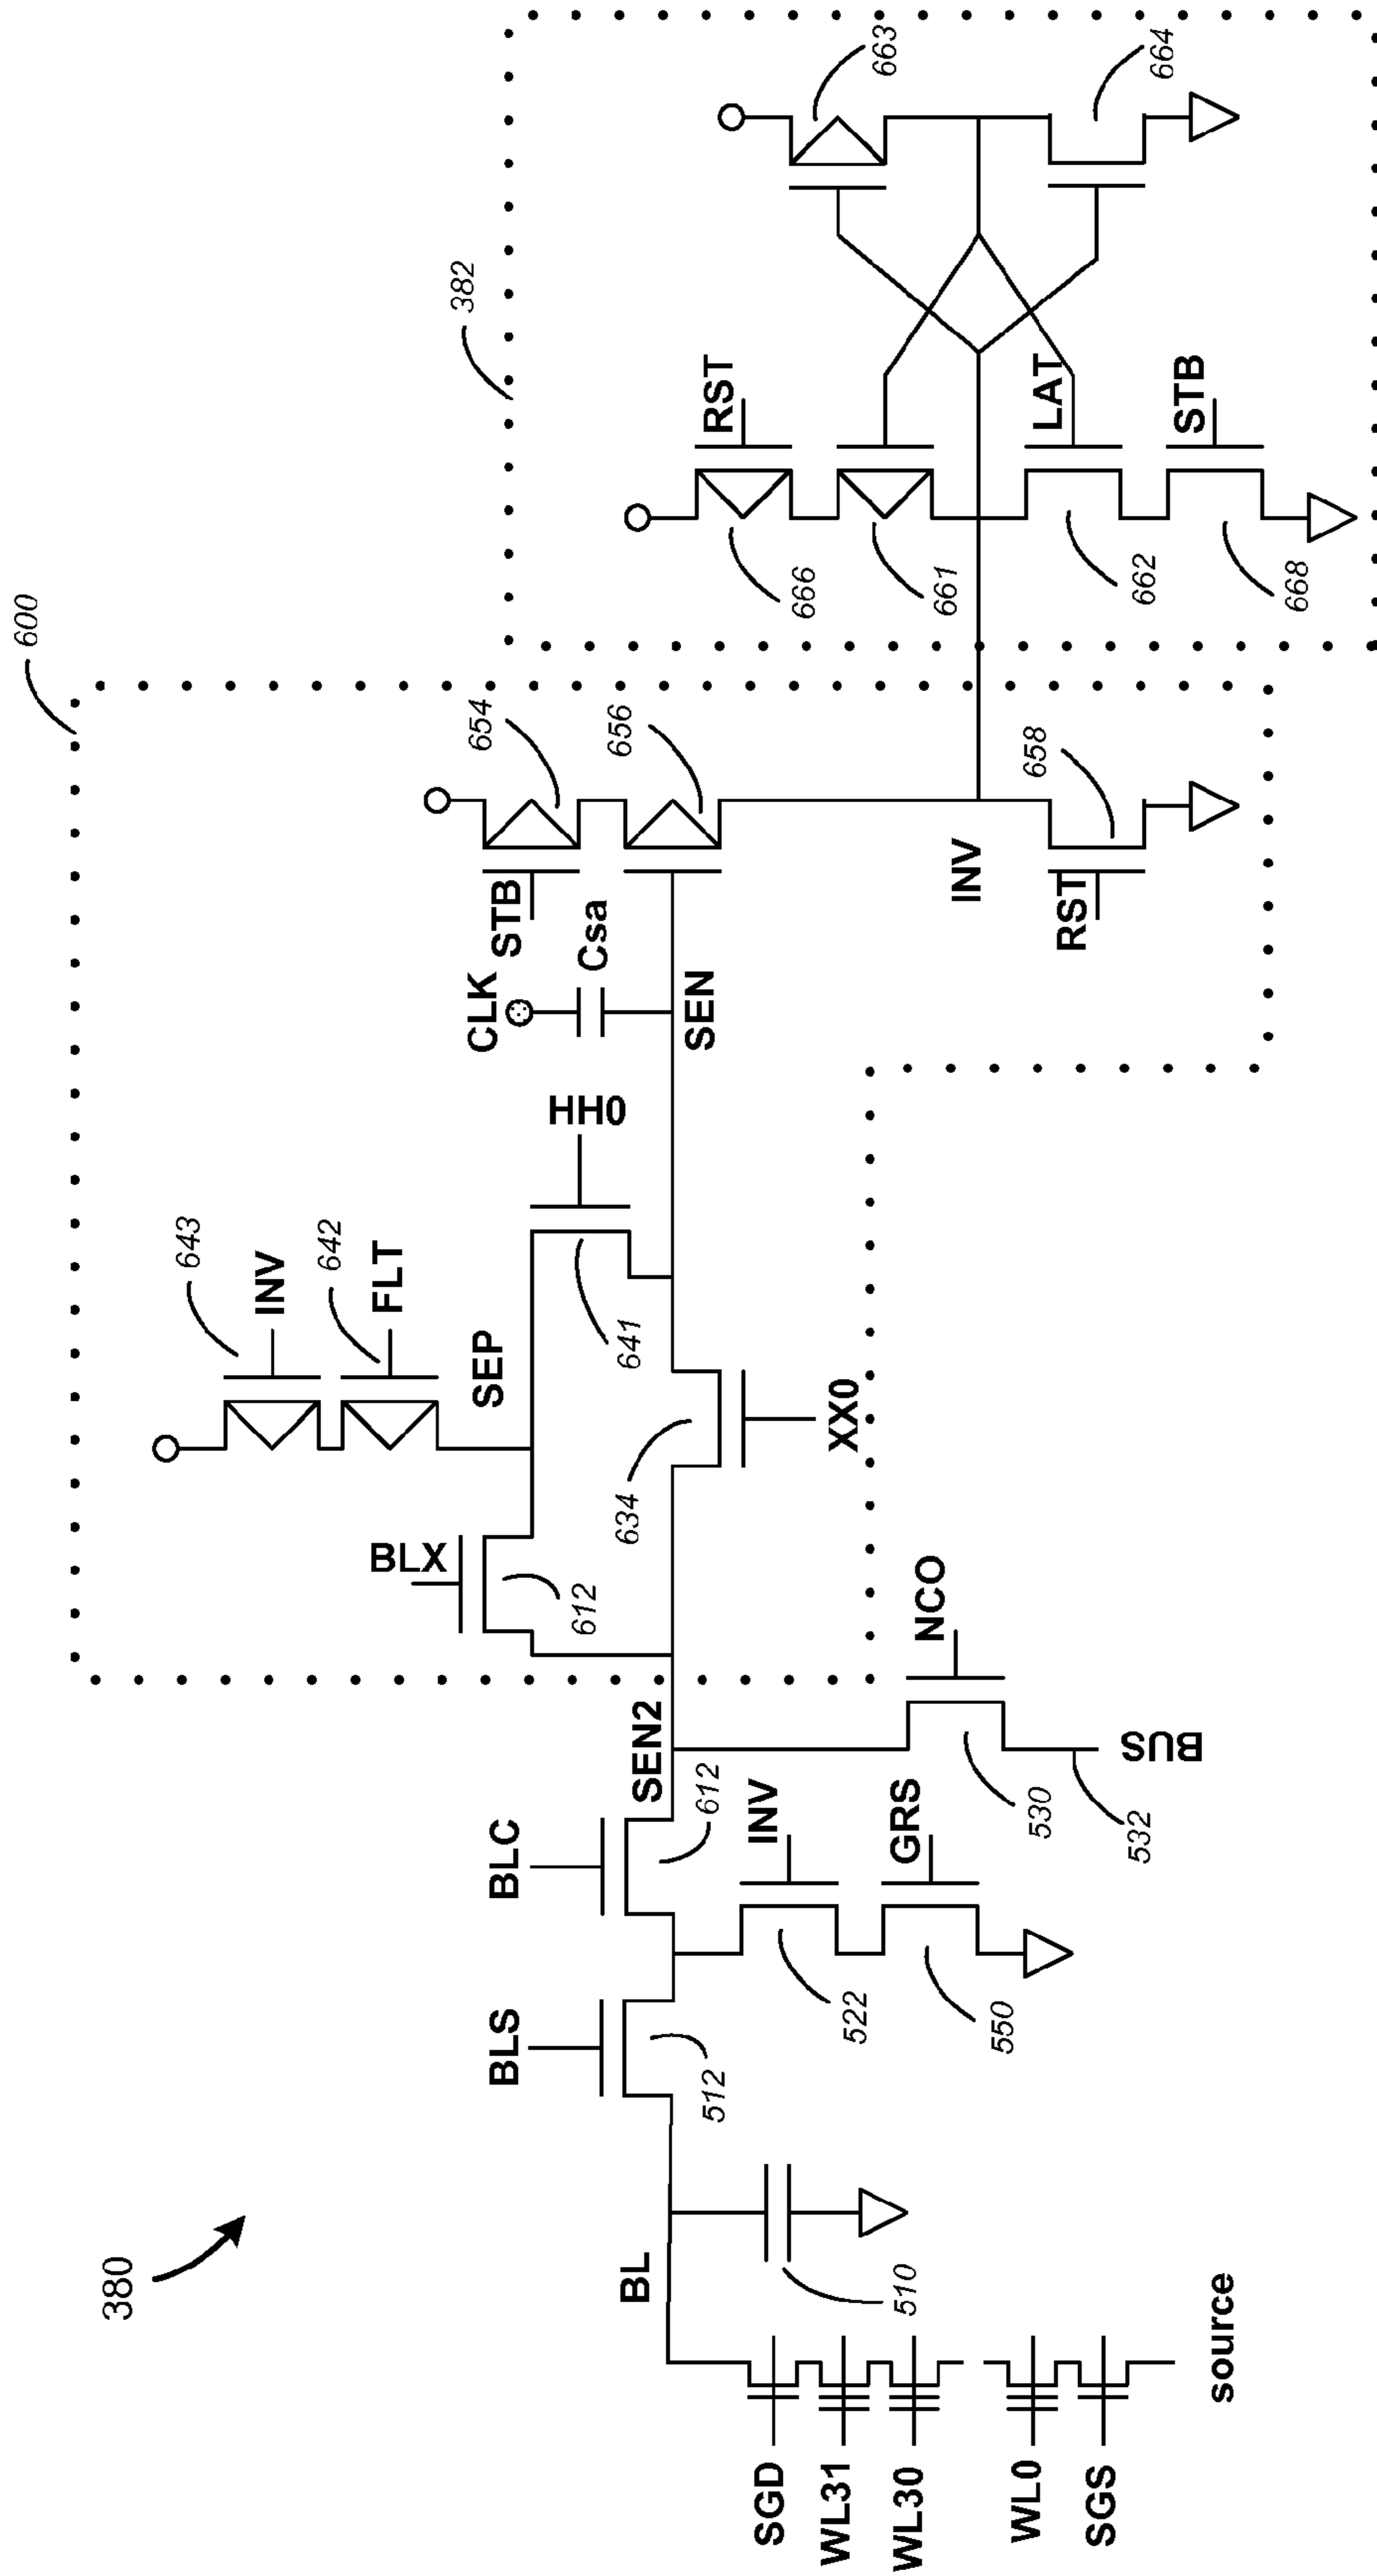 380
600
382
SGD
WL31
WL30
WL0
SGS
source
BL
510
BLS
512
BLC
612
SEN2
INV
522
GRS
550
NCO
530
532
BUS
BLX
612
643
INV
642
FLT
SEP
641
HH0
634
XX0
CLK
Csa
SEN
STB
654
656
INV
658
RST
RST
666
661
LAT
662
STB
668
663
664